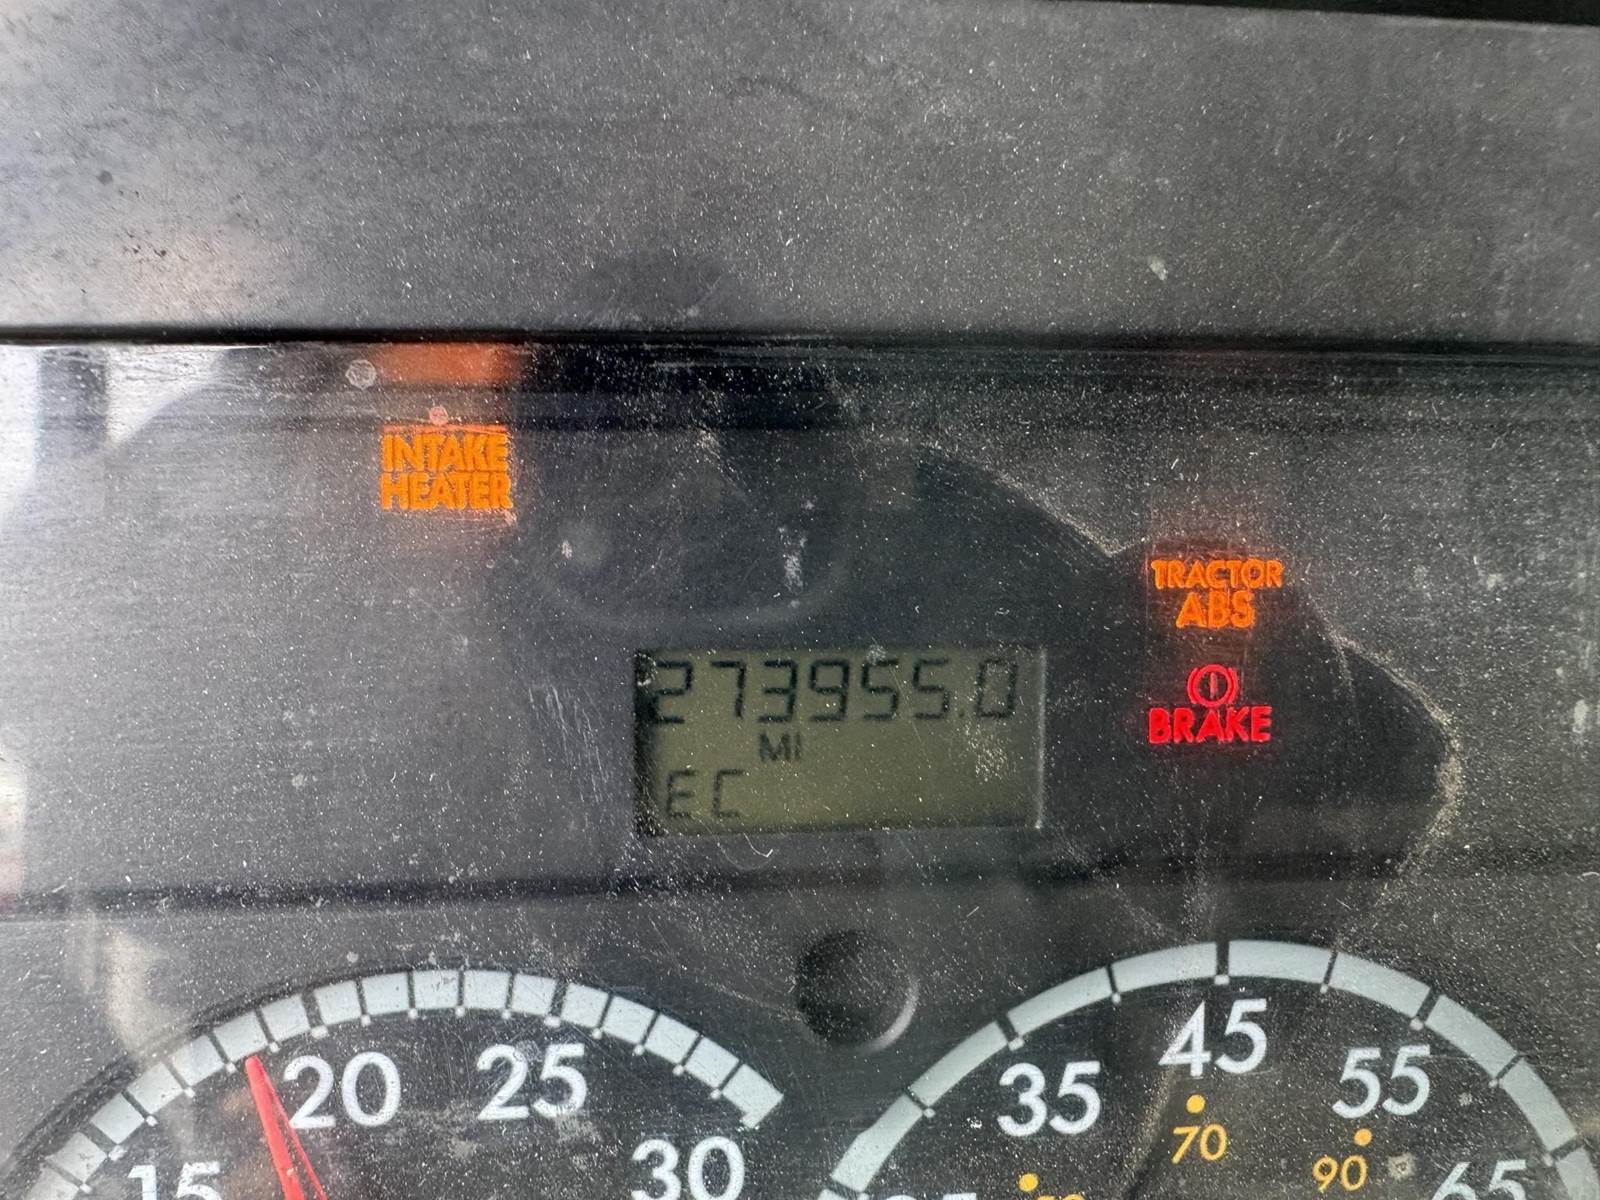 INTAKE
HEATER
TRACTOR
ABS
273955.0
BRAKE
MI
EC
20
25
15
30
45
35
55
70
90
65